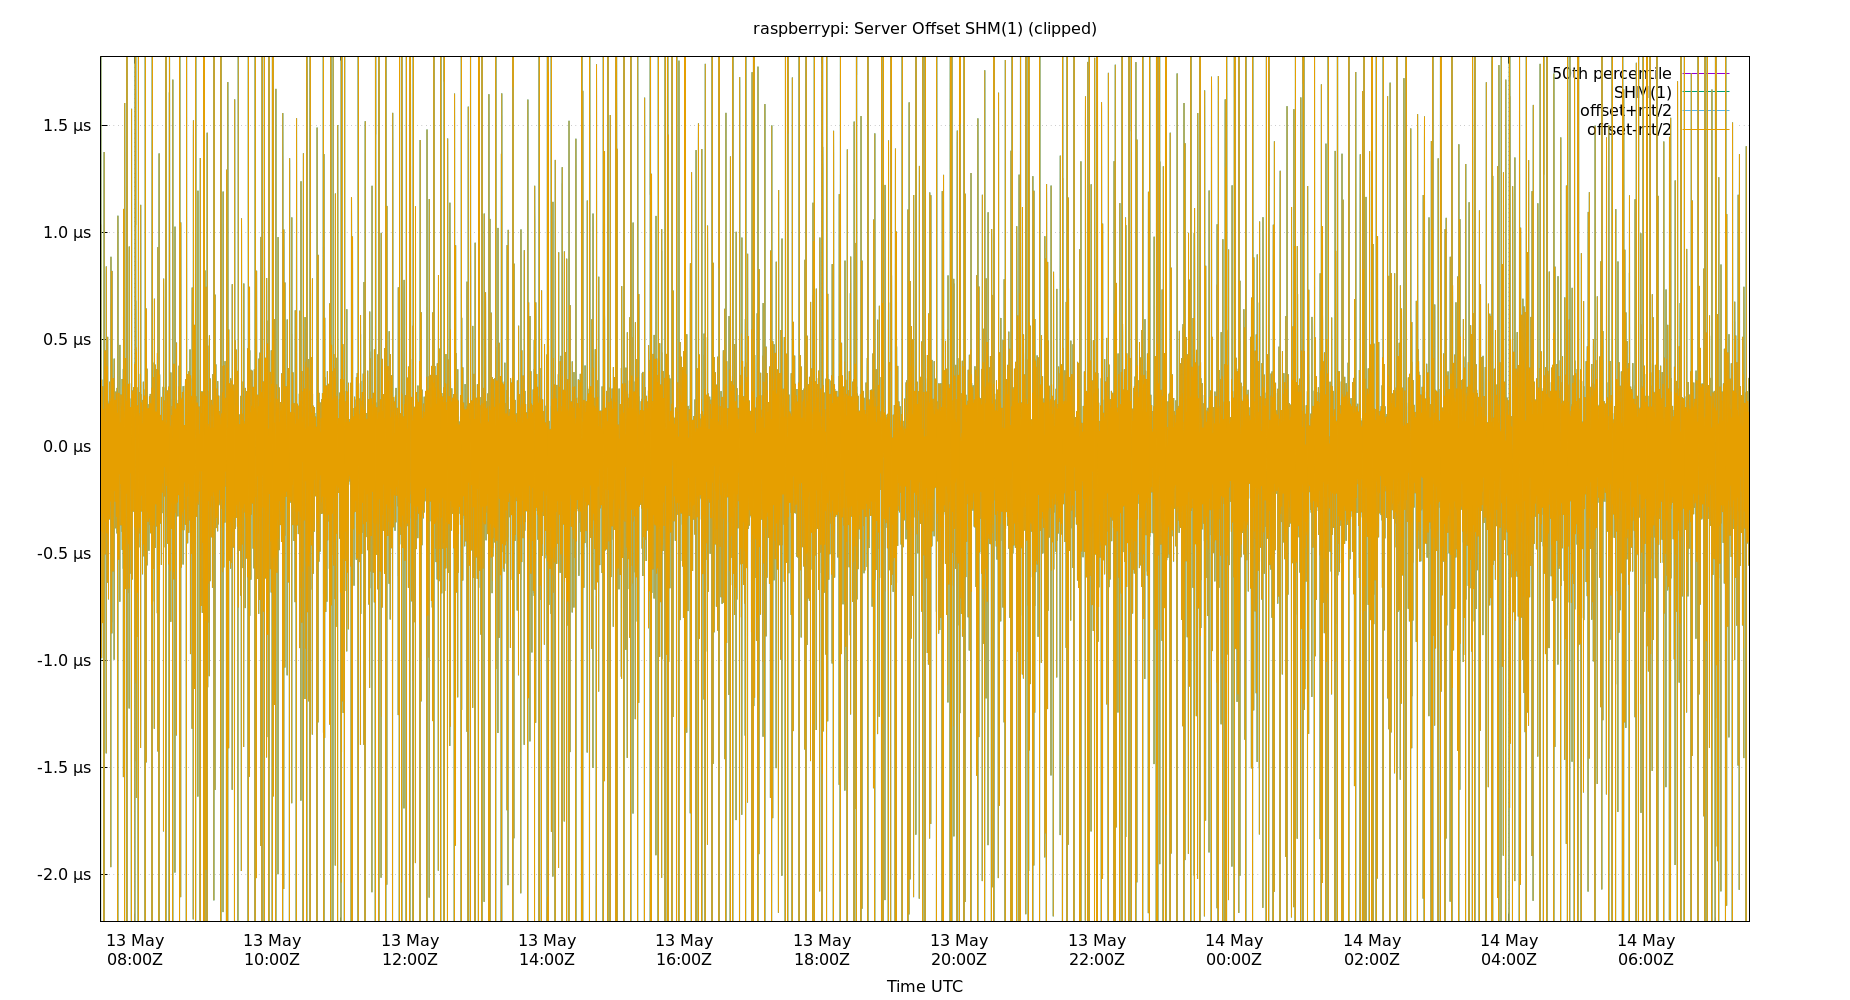 raspberrypi: Server Offset SHM(1) (clipped)
50th percentile
SHM(1)
offset+rtt/2
offset-rtt/2
1.5 µs
1.0 µs
0.5 µs
0.0 µs
-0.5 µs
-1.0 µs
-1.5 µs
-2.0 µs
13 May 13 May 13 May 13 May 13 May 13 May 13 May 13 May 14 May 14 May 14 May 14 May
08:00Z 10:00Z 12:00Z 14:00Z 16:00Z 18:00Z 20:00Z 22:00Z 00:00Z 02:00Z 04:00Z 06:00Z
Time UTC